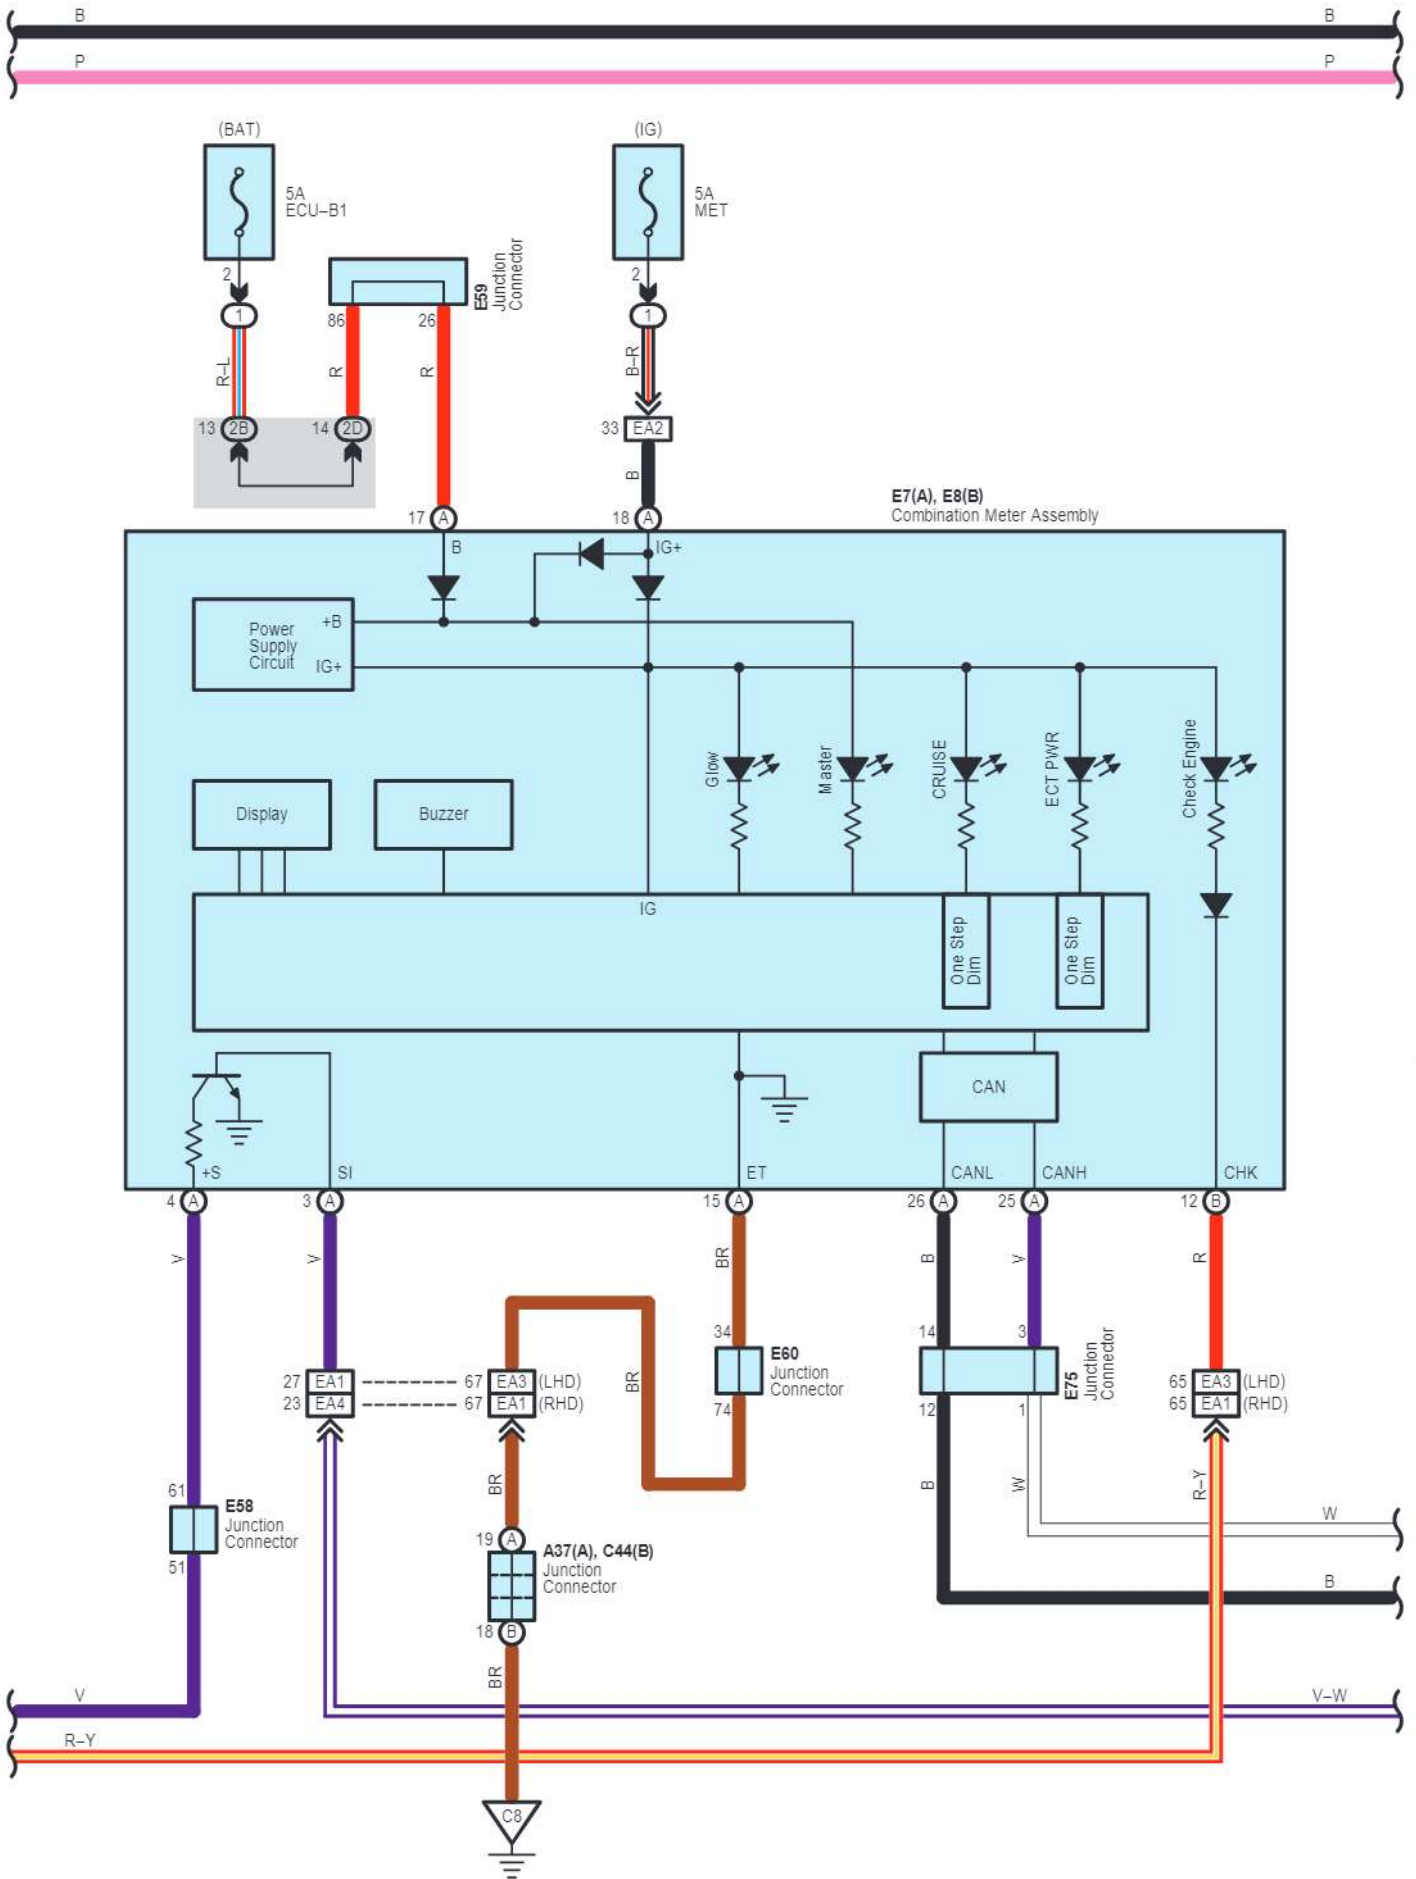 B B
P P
(BAT) (IG)
5A
ECU–B1
5A
MET
E59
Junction
Connector
2 2
1 1
86 26
R–L R R B–R
13 2B 14 2D 33 EA2
B
E7(A), E8(B)
Combination Meter Assembly
17 A 18 A
B IG+
Power
Supply
Circuit
+B
IG+
Glow Master CRUISE ECT PWR Check Engine
Display Buzzer
IG
One Step
Dim
One Step
Dim
CAN
+S SI ET CANL CANH CHK
4 A 3 A 15 A 26 A 25 A 12 B
V V BR B V R
34 14 3
E60
Junction
Connector
E75
Junction
Connector
27 EA1 67 EA3 (LHD) 65 EA3 (LHD)
23 EA4 67 EA1 (RHD) 65 EA1 (RHD)
BR 74 12 1
BR B W R–Y
61
E58
Junction
Connector
51
W
19 A
A37(A), C44(B)
Junction
Connector
B
18 B
BR
V V–W
R–Y
C8